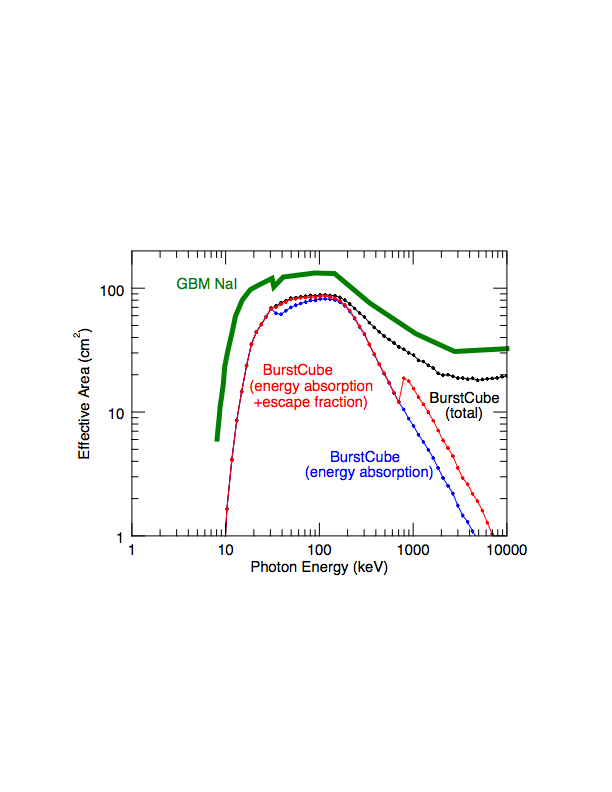 GBM NaI
100
10
1
BurstCube
(energy absorption
+escape fraction)
BurstCube
(total)
BurstCube
(energy absorption)
Effective Area (cm²)
1
10
100
1000
10000
Photon Energy (keV)